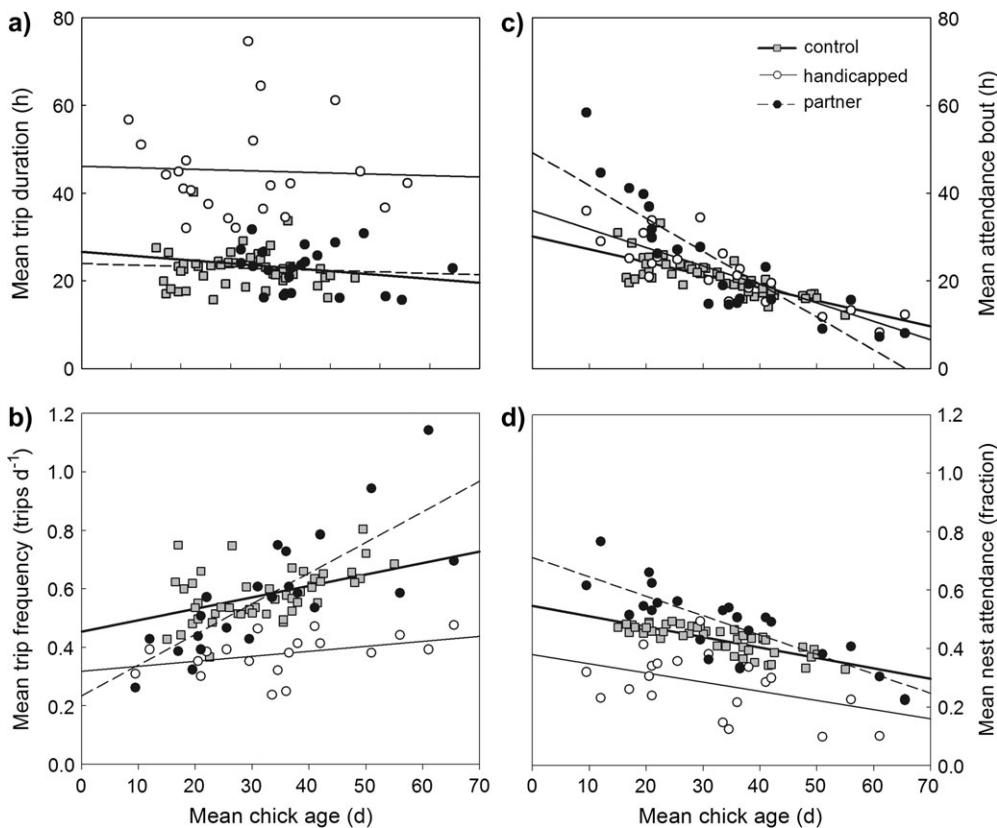 a)
80
60
40
20
0
Mean trip duration (h)
c)
80
60
40
20
0
Mean attendance bout (h)
control
handicapped
partner
b)
1.2
1.0
0.8
0.6
0.4
0.2
0.0
Mean trip frequency (trips d⁻¹)
0 10 20 30 40 50 60 70
Mean chick age (d)
d)
1.2
1.0
0.8
0.6
0.4
0.2
0.0
Mean nest attendance (fraction)
0 10 20 30 40 50 60 70
Mean chick age (d)